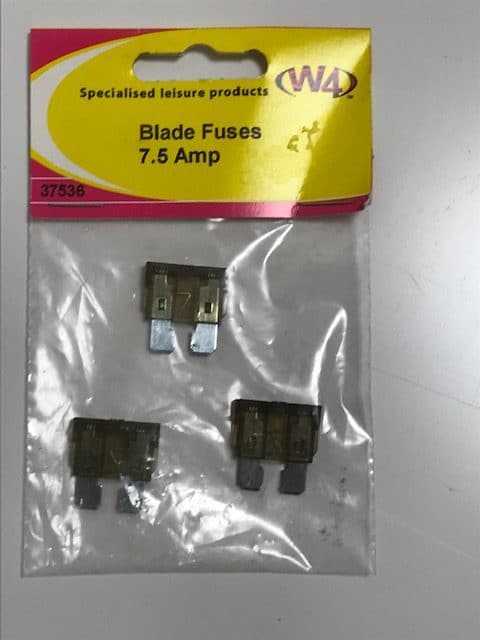 Specialised leisure products
W4
Blade Fuses
7.5 Amp
37536